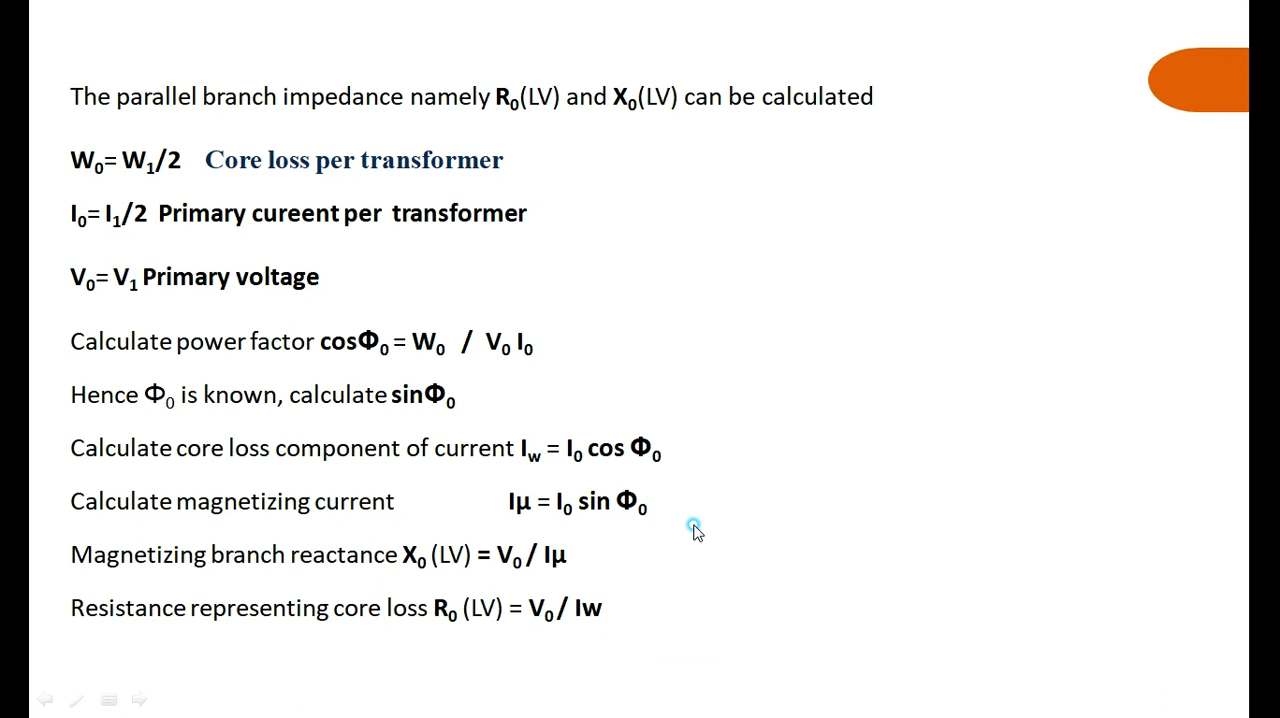 The parallel branch impedance namely R₀(LV) and X₀(LV) can be calculated
W₀= W₁/2 Core loss per transformer
I₀= I₁/2 Primary cureent per transformer
V₀= V₁ Primary voltage
Calculate power factor cosΦ₀ = W₀ / V₀ I₀
Hence Φ₀ is known, calculate sinΦ₀
Calculate core loss component of current I_w = I₀ cos Φ₀
Calculate magnetizing current Iμ = I₀ sin Φ₀
Magnetizing branch reactance X₀ (LV) = V₀ / Iμ
Resistance representing core loss R₀ (LV) = V₀ / Iw